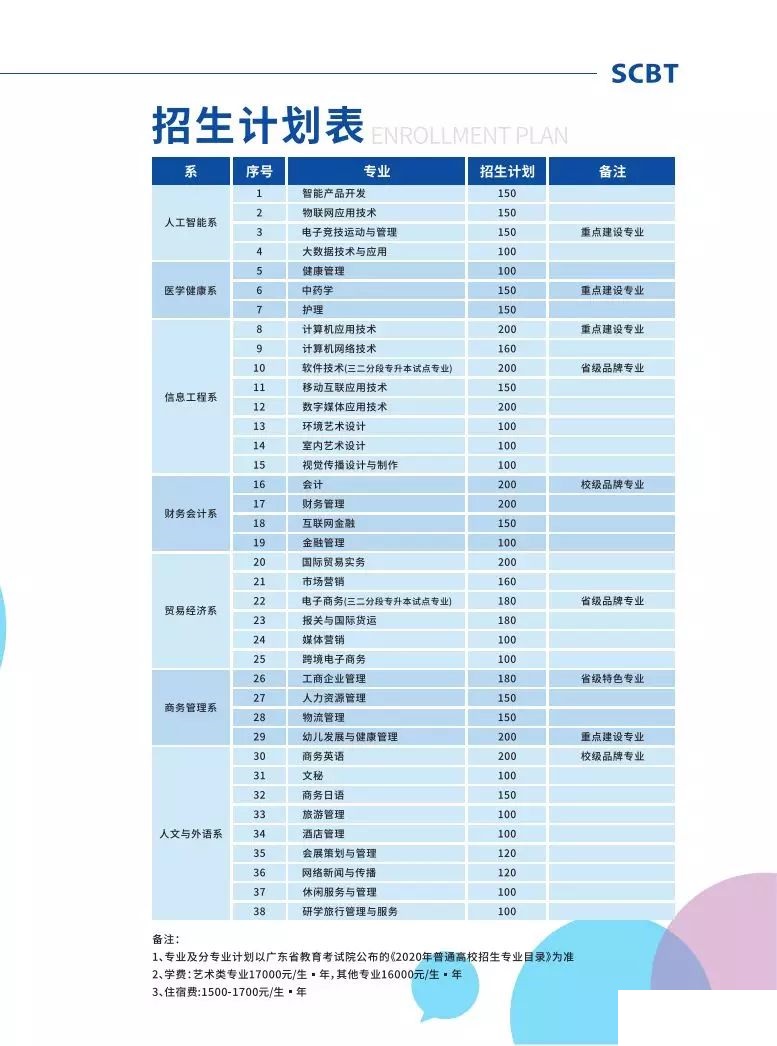 SCBT
招生计划表 ENROLLMENT PLAN
系 序号 专业 招生计划 备注
人工智能系
1 智能产品开发 150
2 物联网应用技术 150
3 电子竞技运动与管理 150 重点建设专业
4 大数据技术与应用 100
医学健康系
5 健康管理 100
6 中药学 150 重点建设专业
7 护理 150
信息工程系
8 计算机应用技术 200 重点建设专业
9 计算机网络技术 160
10 软件技术(三二分段专升本试点专业) 200 省级品牌专业
11 移动互联应用技术 150
12 数字媒体应用技术 200
13 环境艺术设计 100
14 室内艺术设计 100
15 视觉传播设计与制作 100
财务会计系
16 会计 200 校级品牌专业
17 财务管理 200
18 互联网金融 150
19 金融管理 100
贸易经济系
20 国际贸易实务 200
21 市场营销 160
22 电子商务(三二分段专升本试点专业) 180 省级品牌专业
23 报关与国际货运 180
24 媒体营销 100
25 跨境电子商务 100
商务管理系
26 工商企业管理 180 省级特色专业
27 人力资源管理 150
28 物流管理 150
29 幼儿发展与健康管理 200 重点建设专业
人文与外语系
30 商务英语 200 校级品牌专业
31 文秘 100
32 商务日语 150
33 旅游管理 100
34 酒店管理 100
35 会展策划与管理 120
36 网络新闻与传播 120
37 休闲服务与管理 100
38 研学旅行管理与服务 100
备注：
1、专业及分专业计划以广东省教育考试院公布的《2020年普通高校招生专业目录》为准
2、学费：艺术类专业17000元/生▪年，其他专业16000元/生▪年
3、住宿费:1500-1700元/生▪年